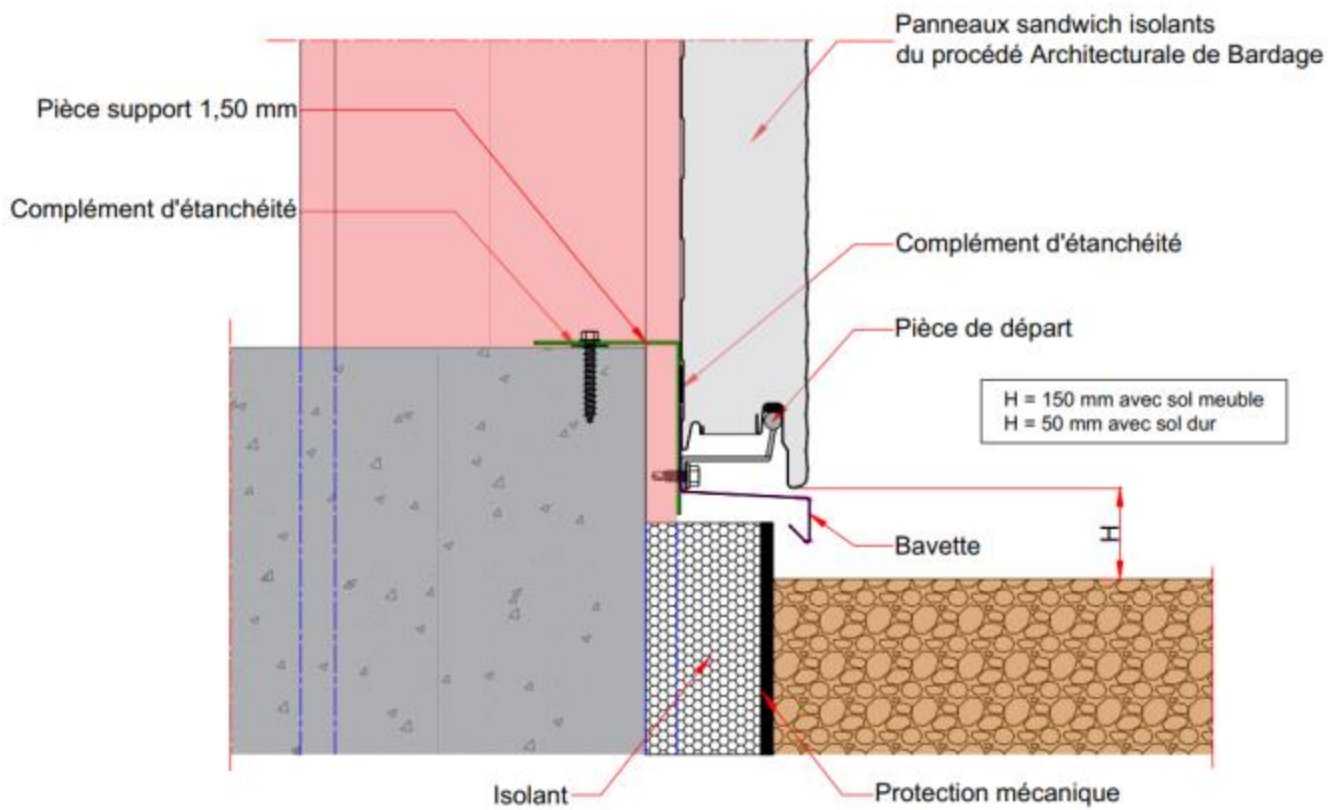 Panneaux sandwich isolants
du procédé Architecturale de Bardage
Pièce support 1,50 mm
Complément d'étanchéité
Complément d'étanchéité
Pièce de départ
H = 150 mm avec sol meuble
H = 50 mm avec sol dur
H
Bavette
Isolant
Protection mécanique